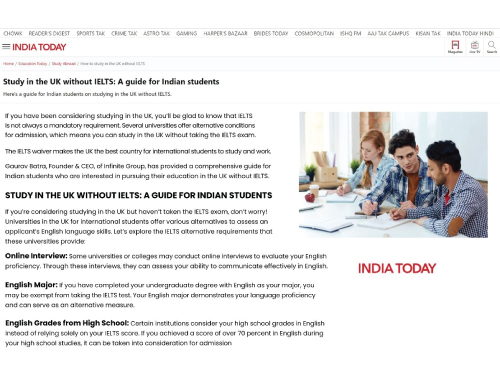 CHOWK READER'S DIGEST SPORTS TAK CRIME TAK ASTRO TAK GAMING HARPER'S BAZAAR BRIDES TODAY COSMOPOLITAN ISHQ FM AAJ TAK CAMPUS KISAN TAK INDIA TODAY HINDI
INDIA TODAY
Magazine Live TV Search
Home / Education Today / Study Abroad / How to study in the UK without IELTS
Study in the UK without IELTS: A guide for Indian students
Here's a guide for Indian students on studying in the UK without IELTS.
If you have been considering studying in the UK, you'll be glad to know that IELTS
is not always a mandatory requirement. Several universities offer alternative conditions
for admission, which means you can study in the UK without taking the IELTS exam.
The IELTS waiver makes the UK the best country for international students to study and work.
Gaurav Batra, Founder & CEO, of Infinite Group, has provided a comprehensive guide for
Indian students who are interested in pursuing their education in the UK without IELTS.
STUDY IN THE UK WITHOUT IELTS: A GUIDE FOR INDIAN STUDENTS
If you're considering studying in the UK but haven't taken the IELTS exam, don't worry!
Universities in the UK for international students offer various alternatives to assess an
applicant's English language skills. Let's explore the IELTS alternative requirements that
these universities provide:
Online Interview: Some universities or colleges may conduct online interviews to evaluate your English
proficiency. Through these interviews, they can assess your ability to communicate effectively in English.
INDIA TODAY
English Major: If you have completed your undergraduate degree with English as your major, you
may be exempt from taking the IELTS test. Your English major demonstrates your language proficiency
and can serve as an alternative measure.
English Grades from High School: Certain institutions consider your high school grades in English
instead of relying solely on your IELTS score. If you achieved a score of over 70 percent in English during
your high school studies, it can be taken into consideration for admission